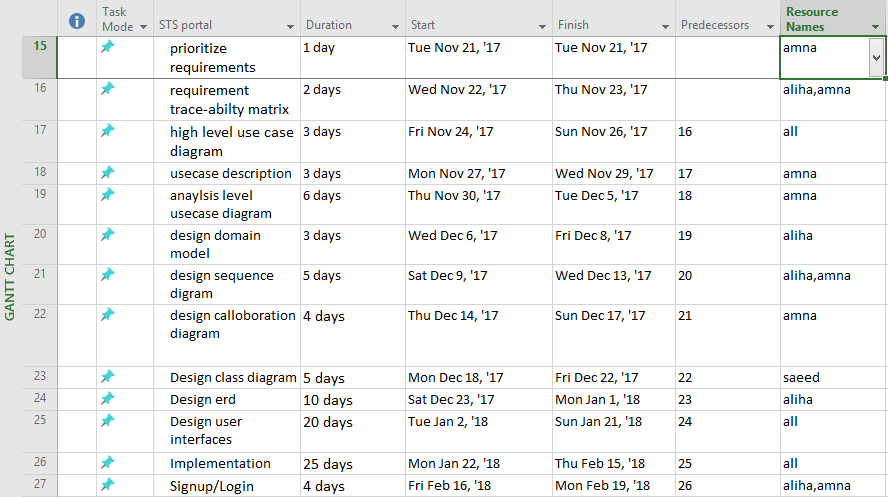 Task Mode STS portal Duration Start Finish Predecessors Resource Names
15 prioritize requirements 1 day Tue Nov 21, '17 Tue Nov 21, '17 amna
16 requirement trace-abilty matrix 2 days Wed Nov 22, '17 Thu Nov 23, '17 aliha,amna
17 high level use case diagram 3 days Fri Nov 24, '17 Sun Nov 26, '17 16 all
18 usecase description 3 days Mon Nov 27, '17 Wed Nov 29, '17 17 amna
19 anaylsis level usecase diagram 6 days Thu Nov 30, '17 Tue Dec 5, '17 18 amna
20 design domain model 3 days Wed Dec 6, '17 Fri Dec 8, '17 19 aliha
21 design sequence digram 5 days Sat Dec 9, '17 Wed Dec 13, '17 20 aliha,amna
22 design calloboration diagram 4 days Thu Dec 14, '17 Sun Dec 17, '17 21 amna
23 Design class diagram 5 days Mon Dec 18, '17 Fri Dec 22, '17 22 saeed
24 Design erd 10 days Sat Dec 23, '17 Mon Jan 1, '18 23 aliha
25 Design user interfaces 20 days Tue Jan 2, '18 Sun Jan 21, '18 24 all
26 Implementation 25 days Mon Jan 22, '18 Thu Feb 15, '18 25 all
27 Signup/Login 4 days Fri Feb 16, '18 Mon Feb 19, '18 26 aliha,amna
GANTT CHART